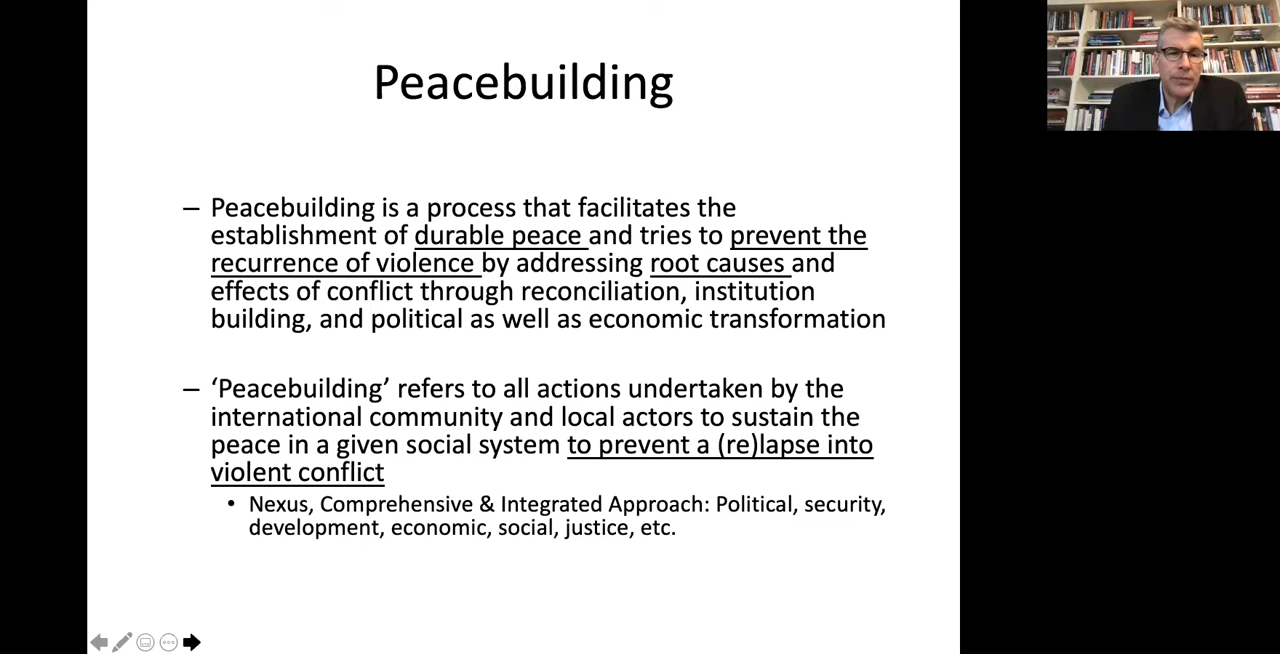 Peacebuilding
– Peacebuilding is a process that facilitates the
establishment of durable peace and tries to prevent the
recurrence of violence by addressing root causes and
effects of conflict through reconciliation, institution
building, and political as well as economic transformation
– ‘Peacebuilding’ refers to all actions undertaken by the
international community and local actors to sustain the
peace in a given social system to prevent a (re)lapse into
violent conflict
• Nexus, Comprehensive & Integrated Approach: Political, security,
development, economic, social, justice, etc.